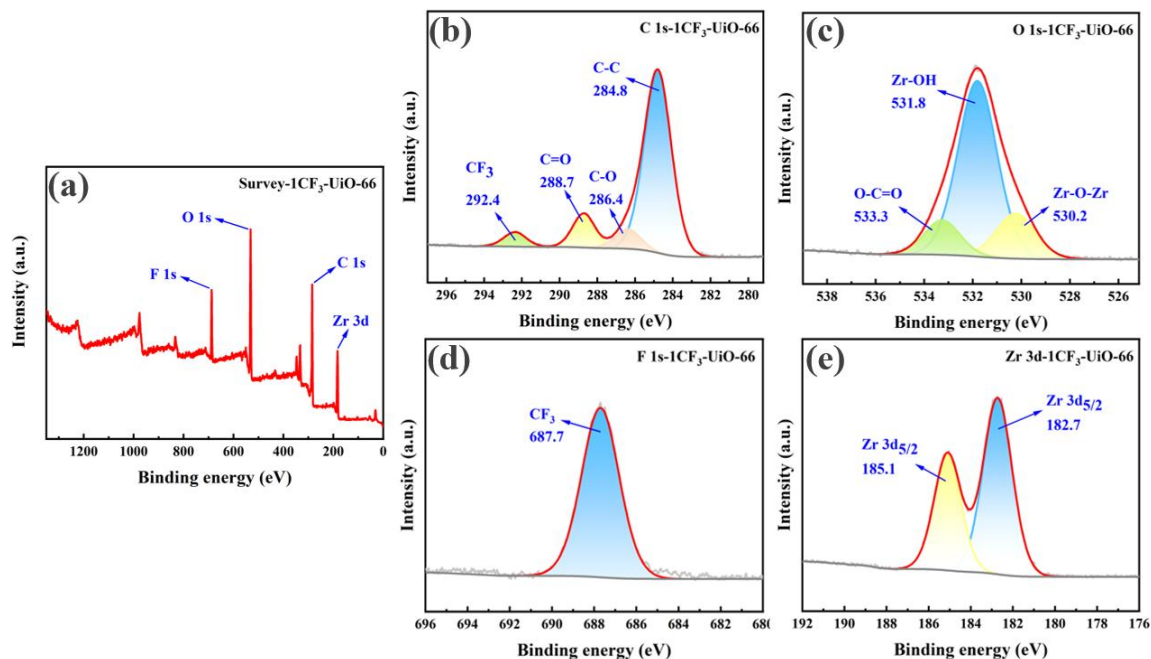 (a)
Survey-1CF₃-UiO-66
O 1s
F 1s
C 1s
Zr 3d
Intensity (a.u.)
1200 1000 800 600 400 200 0
Binding energy (eV)
(b)
C 1s-1CF₃-UiO-66
C-C
284.8
C=O
288.7
C-O
286.4
CF₃
292.4
Intensity (a.u.)
296 294 292 290 288 286 284 282 280
Binding energy (eV)
(c)
O 1s-1CF₃-UiO-66
Zr-OH
531.8
O-C=O
533.3
Zr-O-Zr
530.2
Intensity (a.u.)
538 536 534 532 530 528 526
Binding energy (eV)
(d)
F 1s-1CF₃-UiO-66
CF₃
687.7
Intensity (a.u.)
696 694 692 690 688 686 684 682 680
Binding energy (eV)
(e)
Zr 3d-1CF₃-UiO-66
Zr 3d₅/₂
182.7
Zr 3d₅/₂
185.1
Intensity (a.u.)
192 190 188 186 184 182 180 178 176
Binding energy (eV)